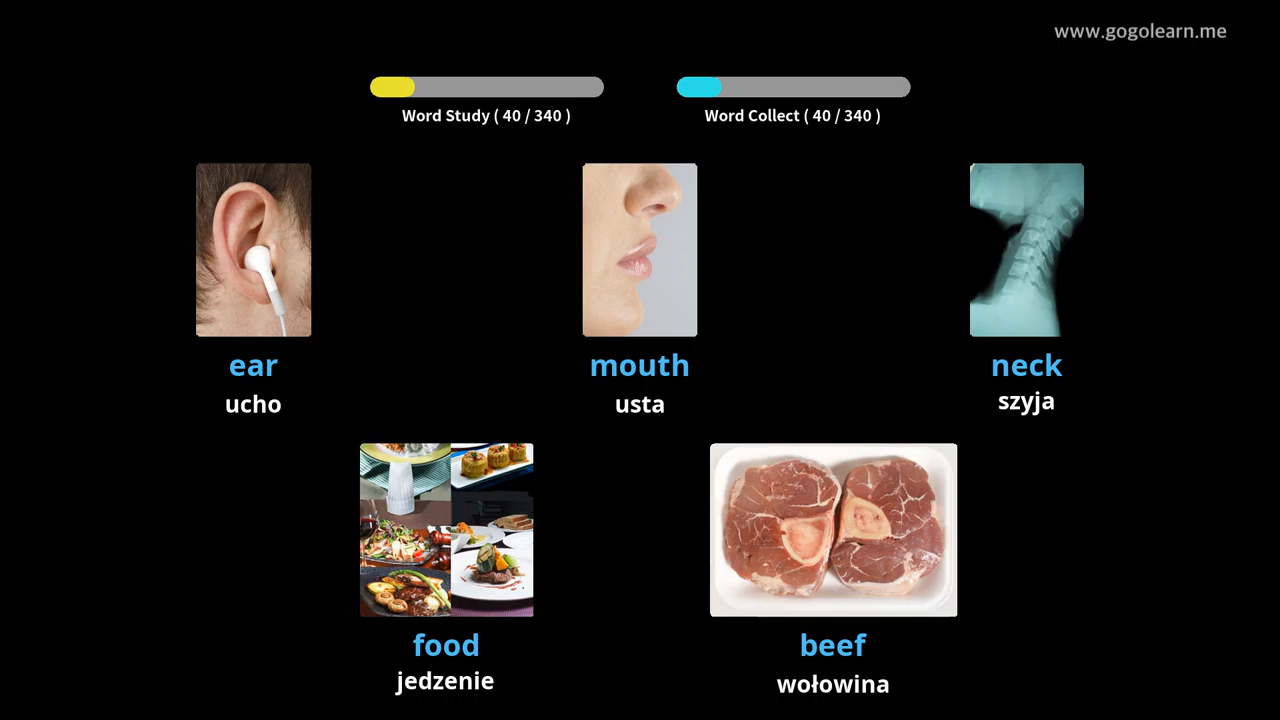 www.gogolearn.me
Word Study ( 40 / 340 )
Word Collect ( 40 / 340 )
ear
mouth
neck
ucho
usta
szyja
food
beef
jedzenie
wołowina